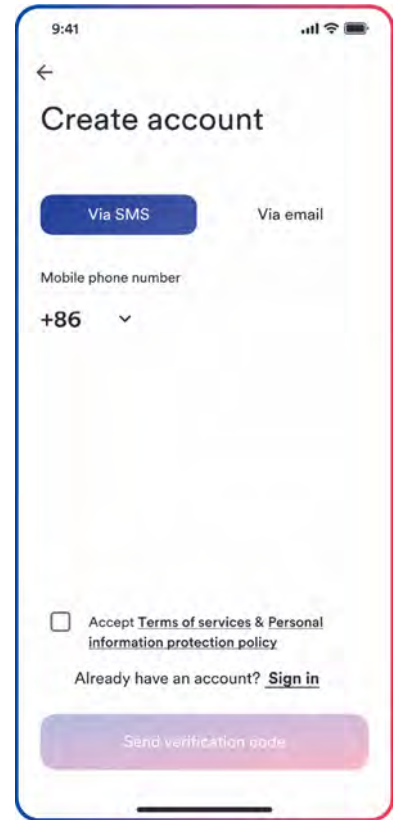 9:41
Create account
Via SMS
Via email
Mobile phone number
+86
Accept Terms of services & Personal
information protection policy
Already have an account? Sign in
Send verification code